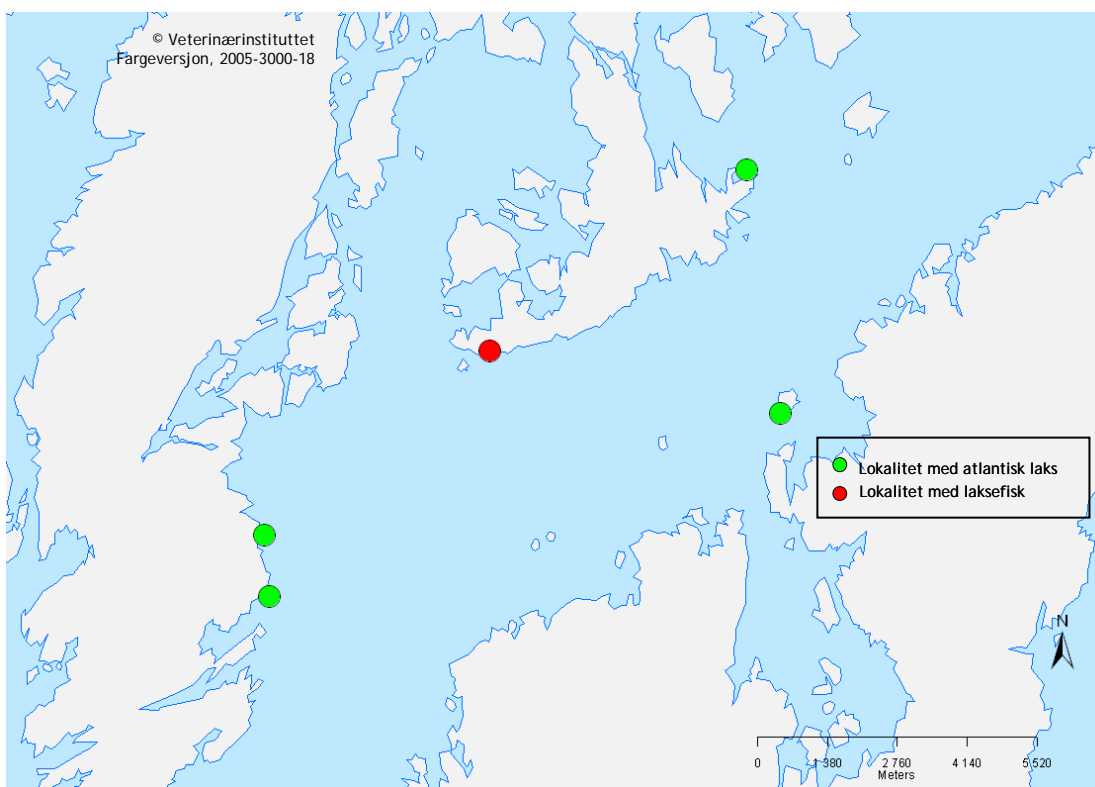 © Veterinærinstituttet
Fargeversjon, 2005-3000-18
Lokalitet med atlantisk laks
Lokalitet med laksefisk
N
0 1 380 2 760 4 140 5 520
Meters